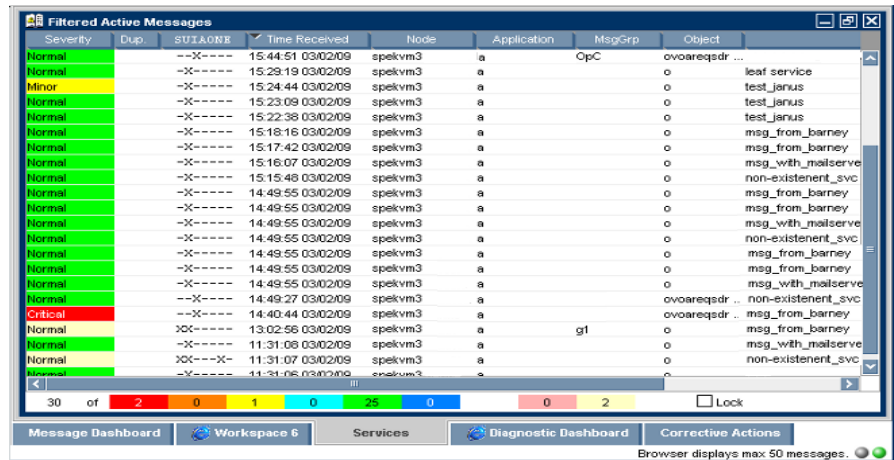 Filtered Active Messages
Severity Dup. SUIAONE Time Received Node Application MsgGrp Object
Normal --X---- 15:44:51 03/02/09 spekvm3 a OpC ovoareqsdr ...
Normal -X----- 15:29:19 03/02/09 spekvm3 a o leaf service
Minor -X----- 15:24:44 03/02/09 spekvm3 a o test_janus
Normal -X----- 15:23:09 03/02/09 spekvm3 a o test_janus
Normal -X----- 15:22:38 03/02/09 spekvm3 a o test_janus
Normal -X----- 15:18:16 03/02/09 spekvm3 a o msg_from_barney
Normal -X----- 15:17:42 03/02/09 spekvm3 a o msg_from_barney
Normal -X----- 15:16:07 03/02/09 spekvm3 a o msg_with_mailserve
Normal -X----- 15:15:48 03/02/09 spekvm3 a o non-existenent_svc
Normal -X----- 14:49:55 03/02/09 spekvm3 a o msg_from_barney
Normal -X----- 14:49:55 03/02/09 spekvm3 a o msg_from_barney
Normal -X----- 14:49:55 03/02/09 spekvm3 a o msg_with_mailserve
Normal -X----- 14:49:55 03/02/09 spekvm3 a o non-existenent_svc
Normal -X----- 14:49:55 03/02/09 spekvm3 a o msg_from_barney
Normal -X----- 14:49:55 03/02/09 spekvm3 a o msg_from_barney
Normal -X----- 14:49:55 03/02/09 spekvm3 a o msg_with_mailserve
Normal --X---- 14:49:27 03/02/09 spekvm3 a ovoareqsdr .. non-existenent_svc
Critical --X---- 14:40:44 03/02/09 spekvm3 a ovoareqsdr .. msg_from_barney
Normal XX----- 13:02:56 03/02/09 spekvm3 a g1 o msg_from_barney
Normal -X----- 11:31:08 03/02/09 spekvm3 a o msg_with_mailserve
Normal XX---X- 11:31:07 03/02/09 spekvm3 a o non-existenent_svc
Normal -X----- 11:31:06 03/02/09 spekvm3 a o
30 of 2 0 1 0 25 0 0 2 Lock
Message Dashboard Workspace 6 Services Diagnostic Dashboard Corrective Actions
Browser displays max 50 messages.